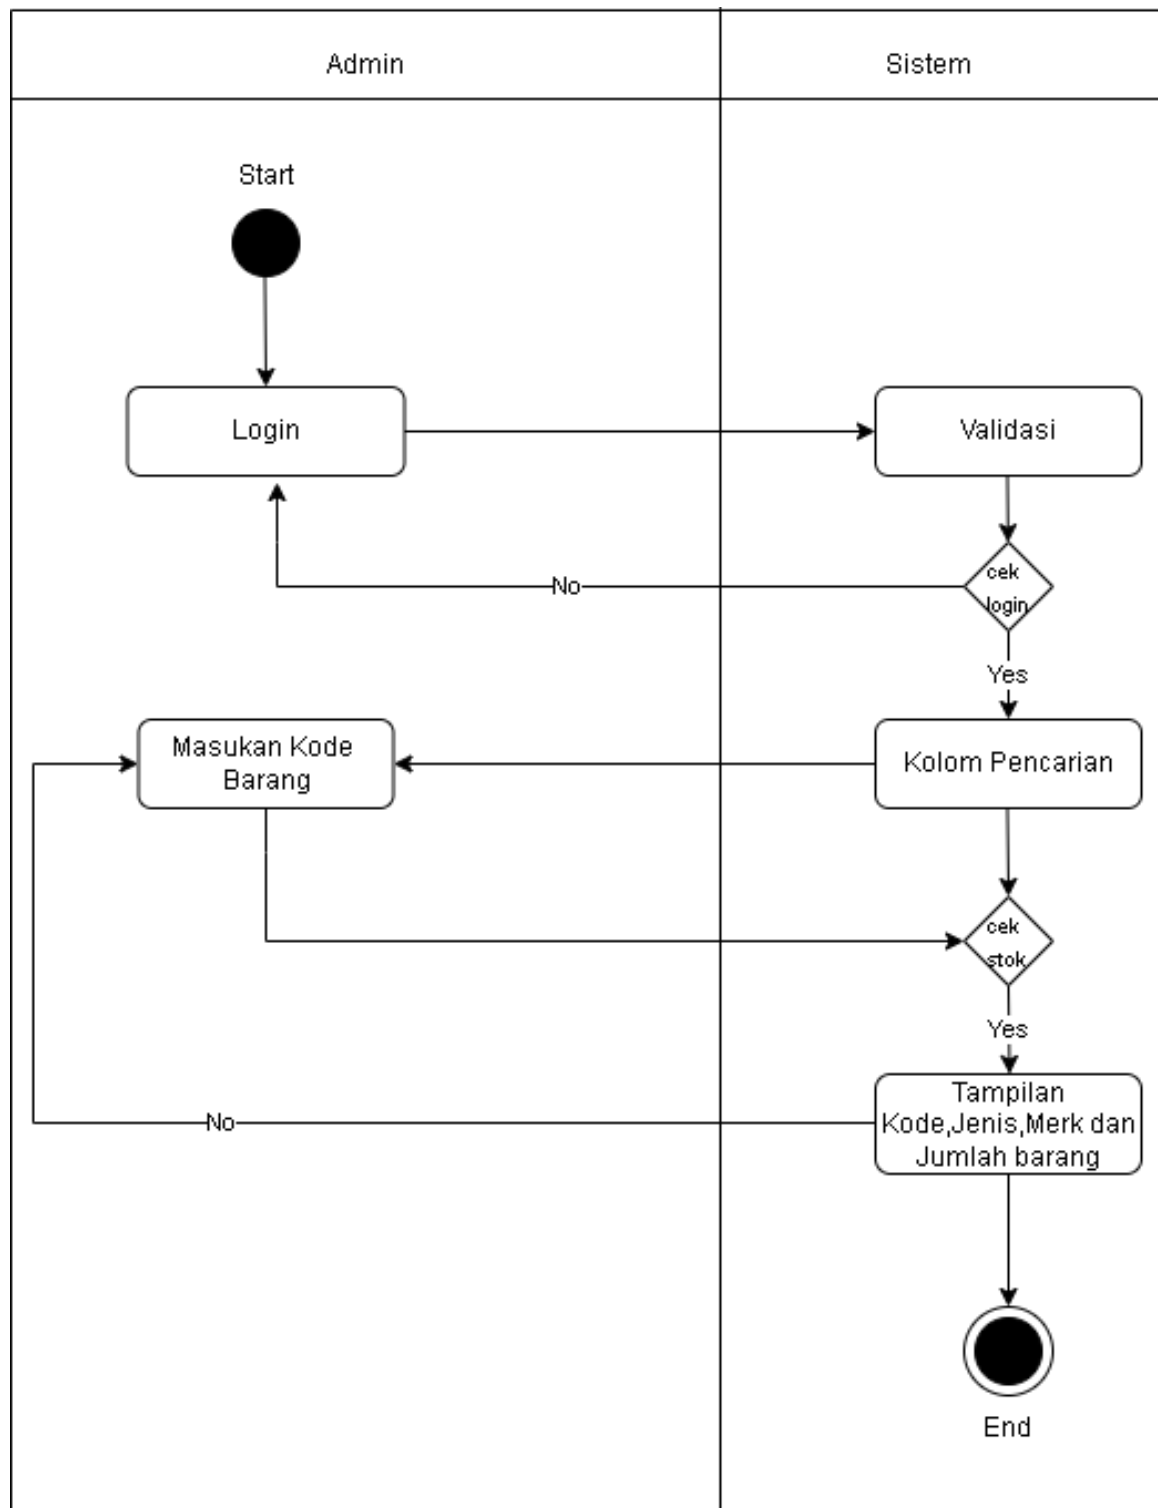 Admin
Sistem
Start
Login
Validasi
cek
login
No
Yes
Masukan Kode
Barang
Kolom Pencarian
cek
stok
Yes
Tampilan
Kode,Jenis,Merk dan
Jumlah barang
No
End